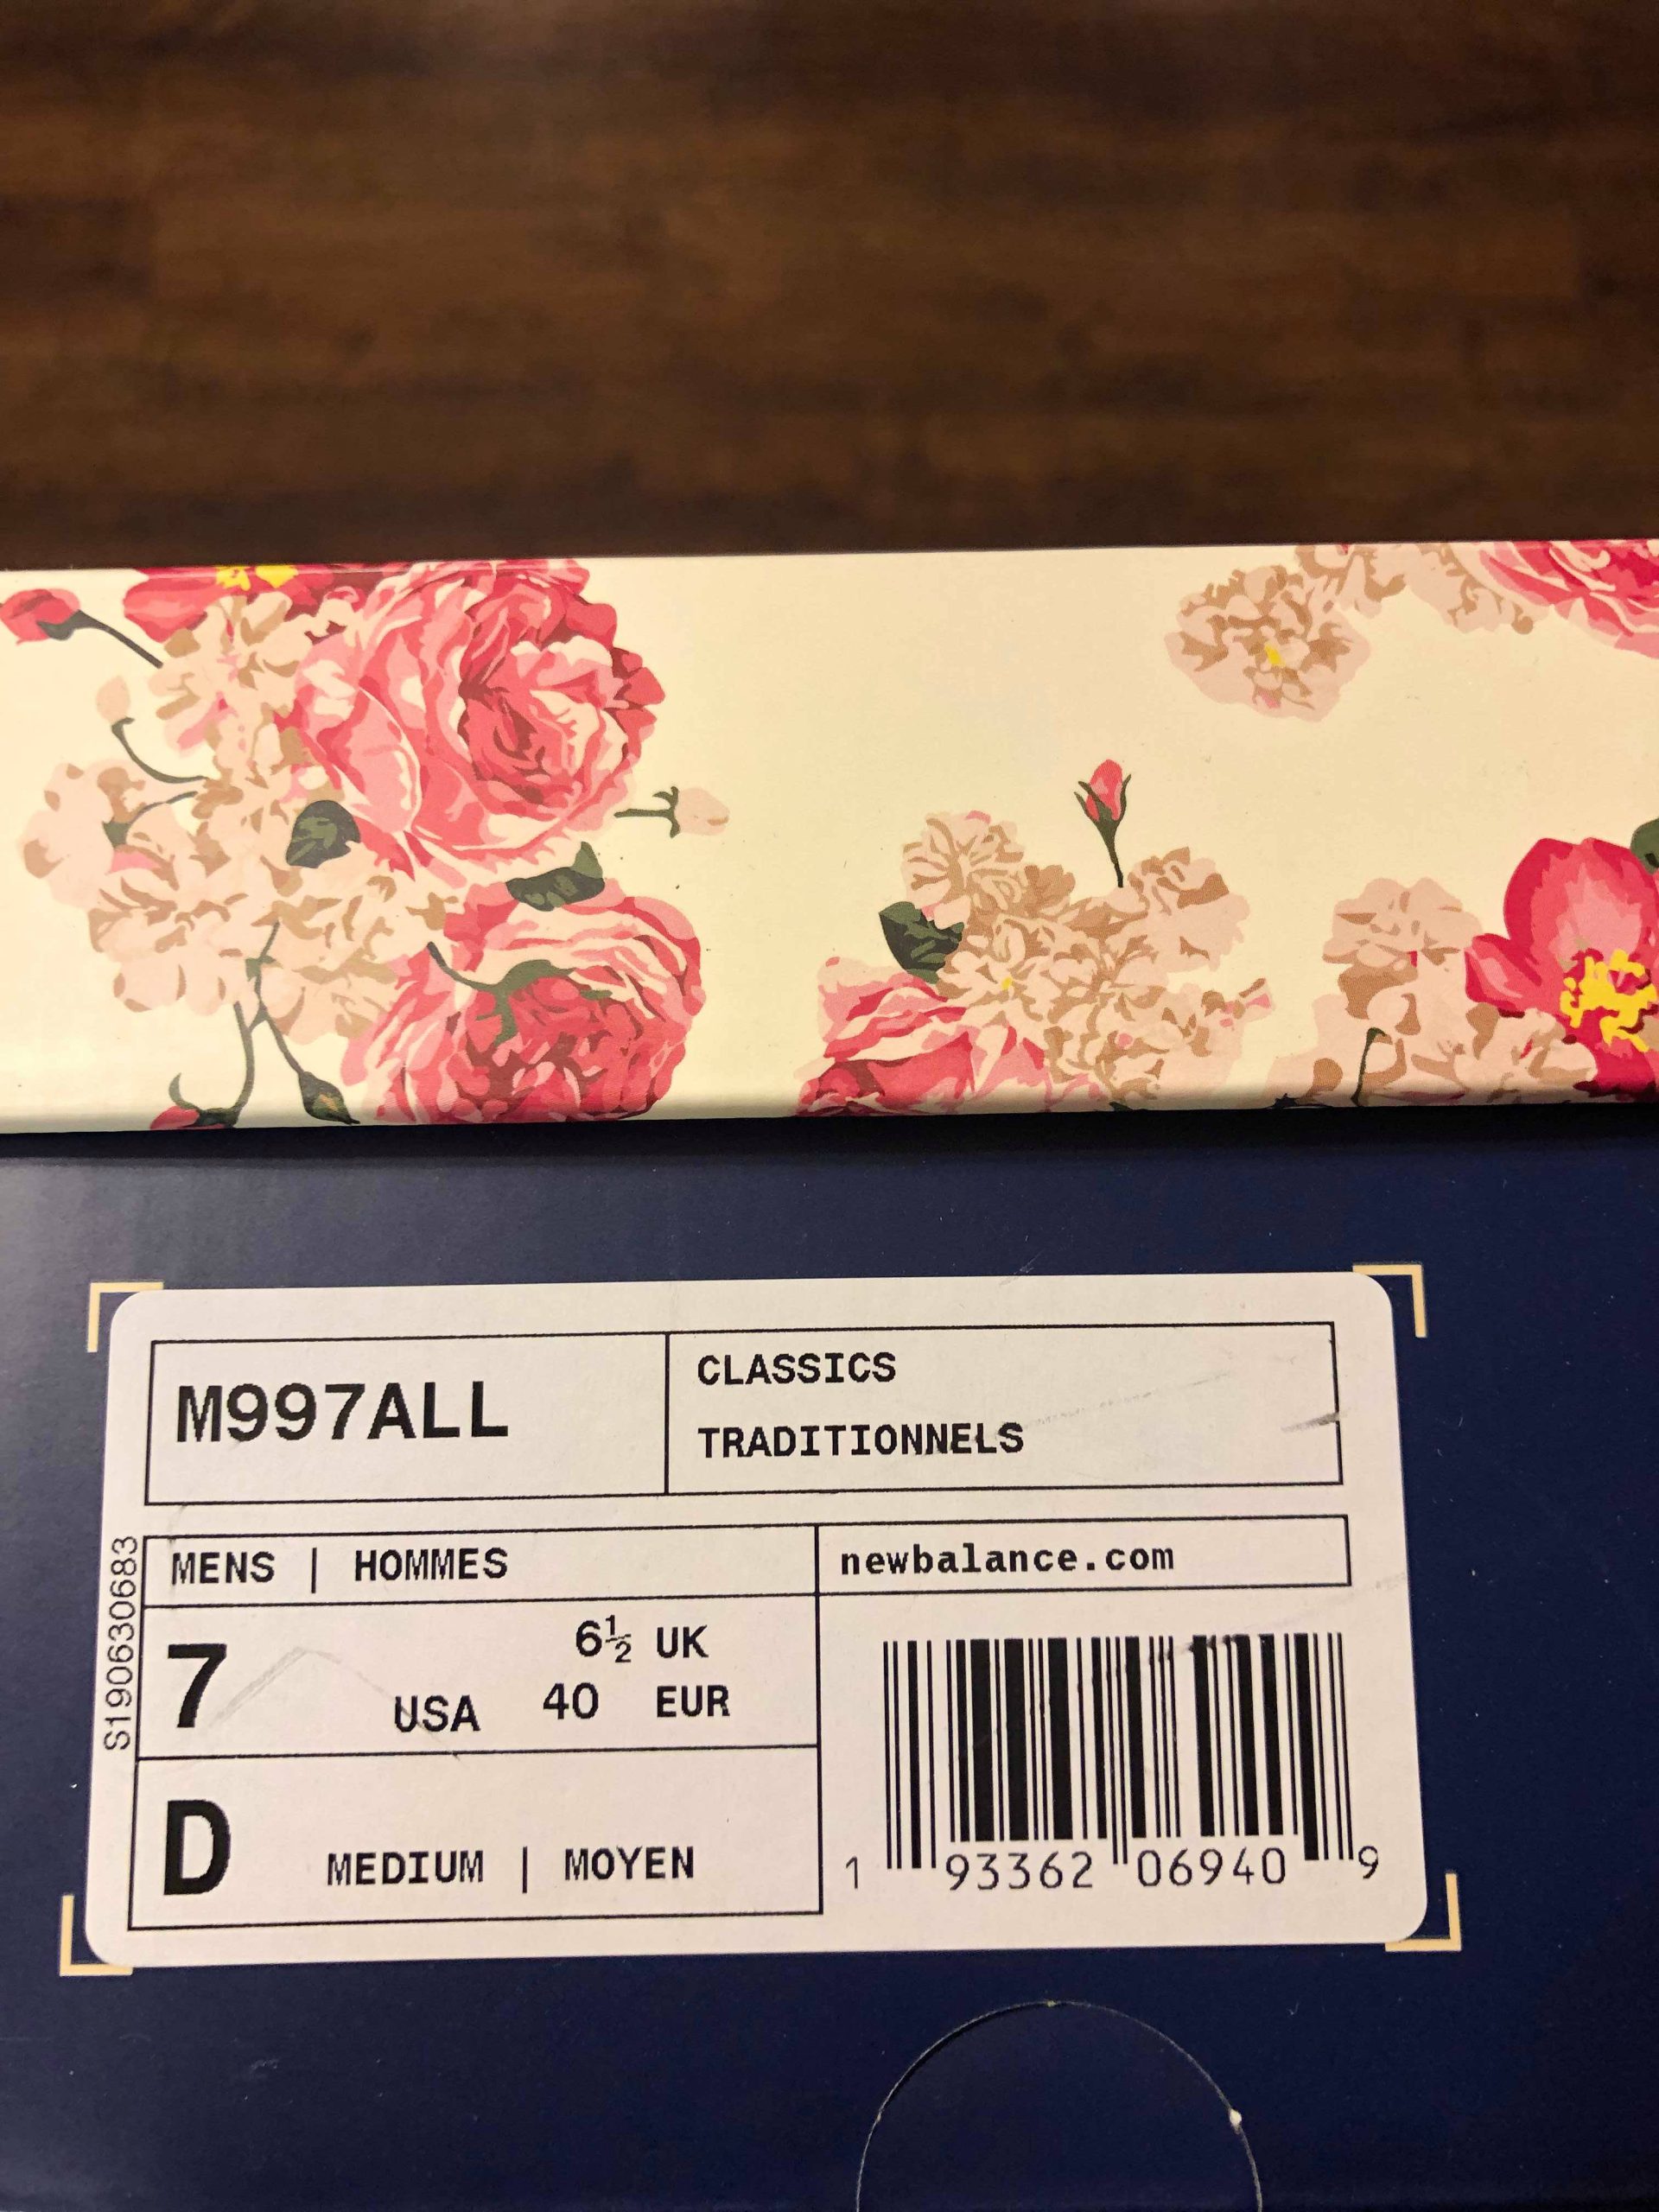 M997ALL
CLASSICS
TRADITIONNELS
S190630683
MENS | HOMMES
newbalance.com
7 USA
6½ UK
40 EUR
D MEDIUM | MOYEN
1 93362 06940 9